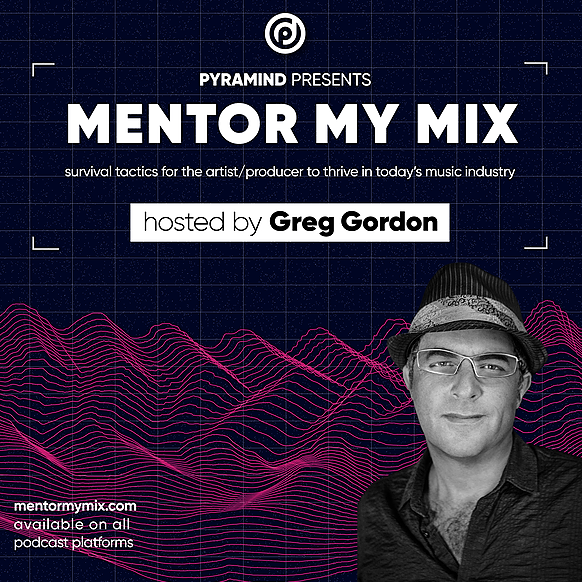 PYRAMIND PRESENTS
MENTOR MY MIX
survival tactics for the artist/producer to thrive in today's music industry
hosted by Greg Gordon
mentormymix.com
available on all
podcast platforms